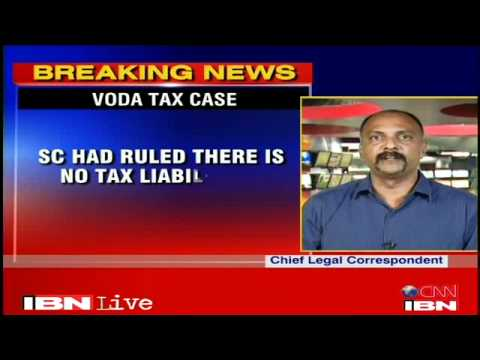 BREAKING NEWS
VODA TAX CASE
SC HAD RULED THERE IS
NO TAX LIABIL
Chief Legal Correspondent
IBN Live
CNN
IBN